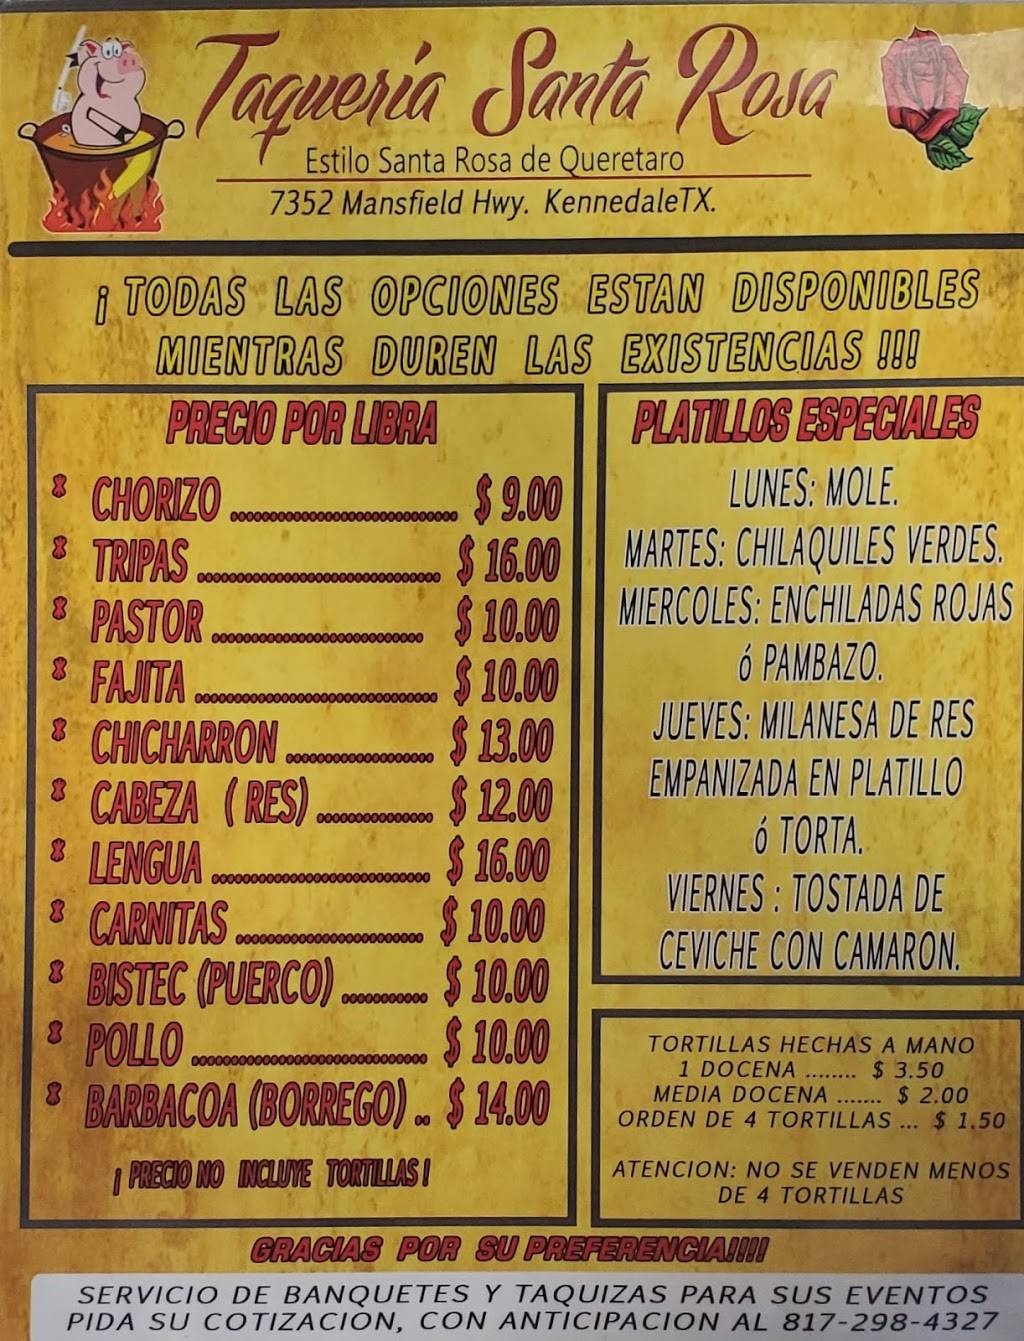 Taquería Santa Rosa
Estilo Santa Rosa de Queretaro
7352 Mansfield Hwy. KennedaleTX.
¡ TODAS LAS OPCIONES ESTAN DISPONIBLES
MIENTRAS DUREN LAS EXISTENCIAS !!!
PRECIO POR LIBRA
* CHORIZO ........................... $ 9.00
* TRIPAS ............................. $ 16.00
* PASTOR ......................... $ 10.00
* FAJITA ............................. $ 10.00
* CHICHARRON ................. $ 13.00
* CABEZA ( RES) .............. $ 12.00
* LENGUA .......................... $ 16.00
* CARNITAS ...................... $ 10.00
* BISTEC (PUERCO) .......... $ 10.00
* POLLO ............................ $ 10.00
* BARBACOA (BORREGO) .. $ 14.00
¡ PRECIO NO INCLUYE TORTILLAS !
PLATILLOS ESPECIALES
LUNES: MOLE.
MARTES: CHILAQUILES VERDES.
MIERCOLES: ENCHILADAS ROJAS
ó PAMBAZO.
JUEVES: MILANESA DE RES
EMPANIZADA EN PLATILLO
ó TORTA.
VIERNES : TOSTADA DE
CEVICHE CON CAMARON.
TORTILLAS HECHAS A MANO
1 DOCENA ........ $ 3.50
MEDIA DOCENA ....... $ 2.00
ORDEN DE 4 TORTILLAS ... $ 1.50
ATENCION: NO SE VENDEN MENOS
DE 4 TORTILLAS
GRACIAS POR SU PREFERENCIA!!!!
SERVICIO DE BANQUETES Y TAQUIZAS PARA SUS EVENTOS
PIDA SU COTIZACION, CON ANTICIPACION AL 817-298-4327